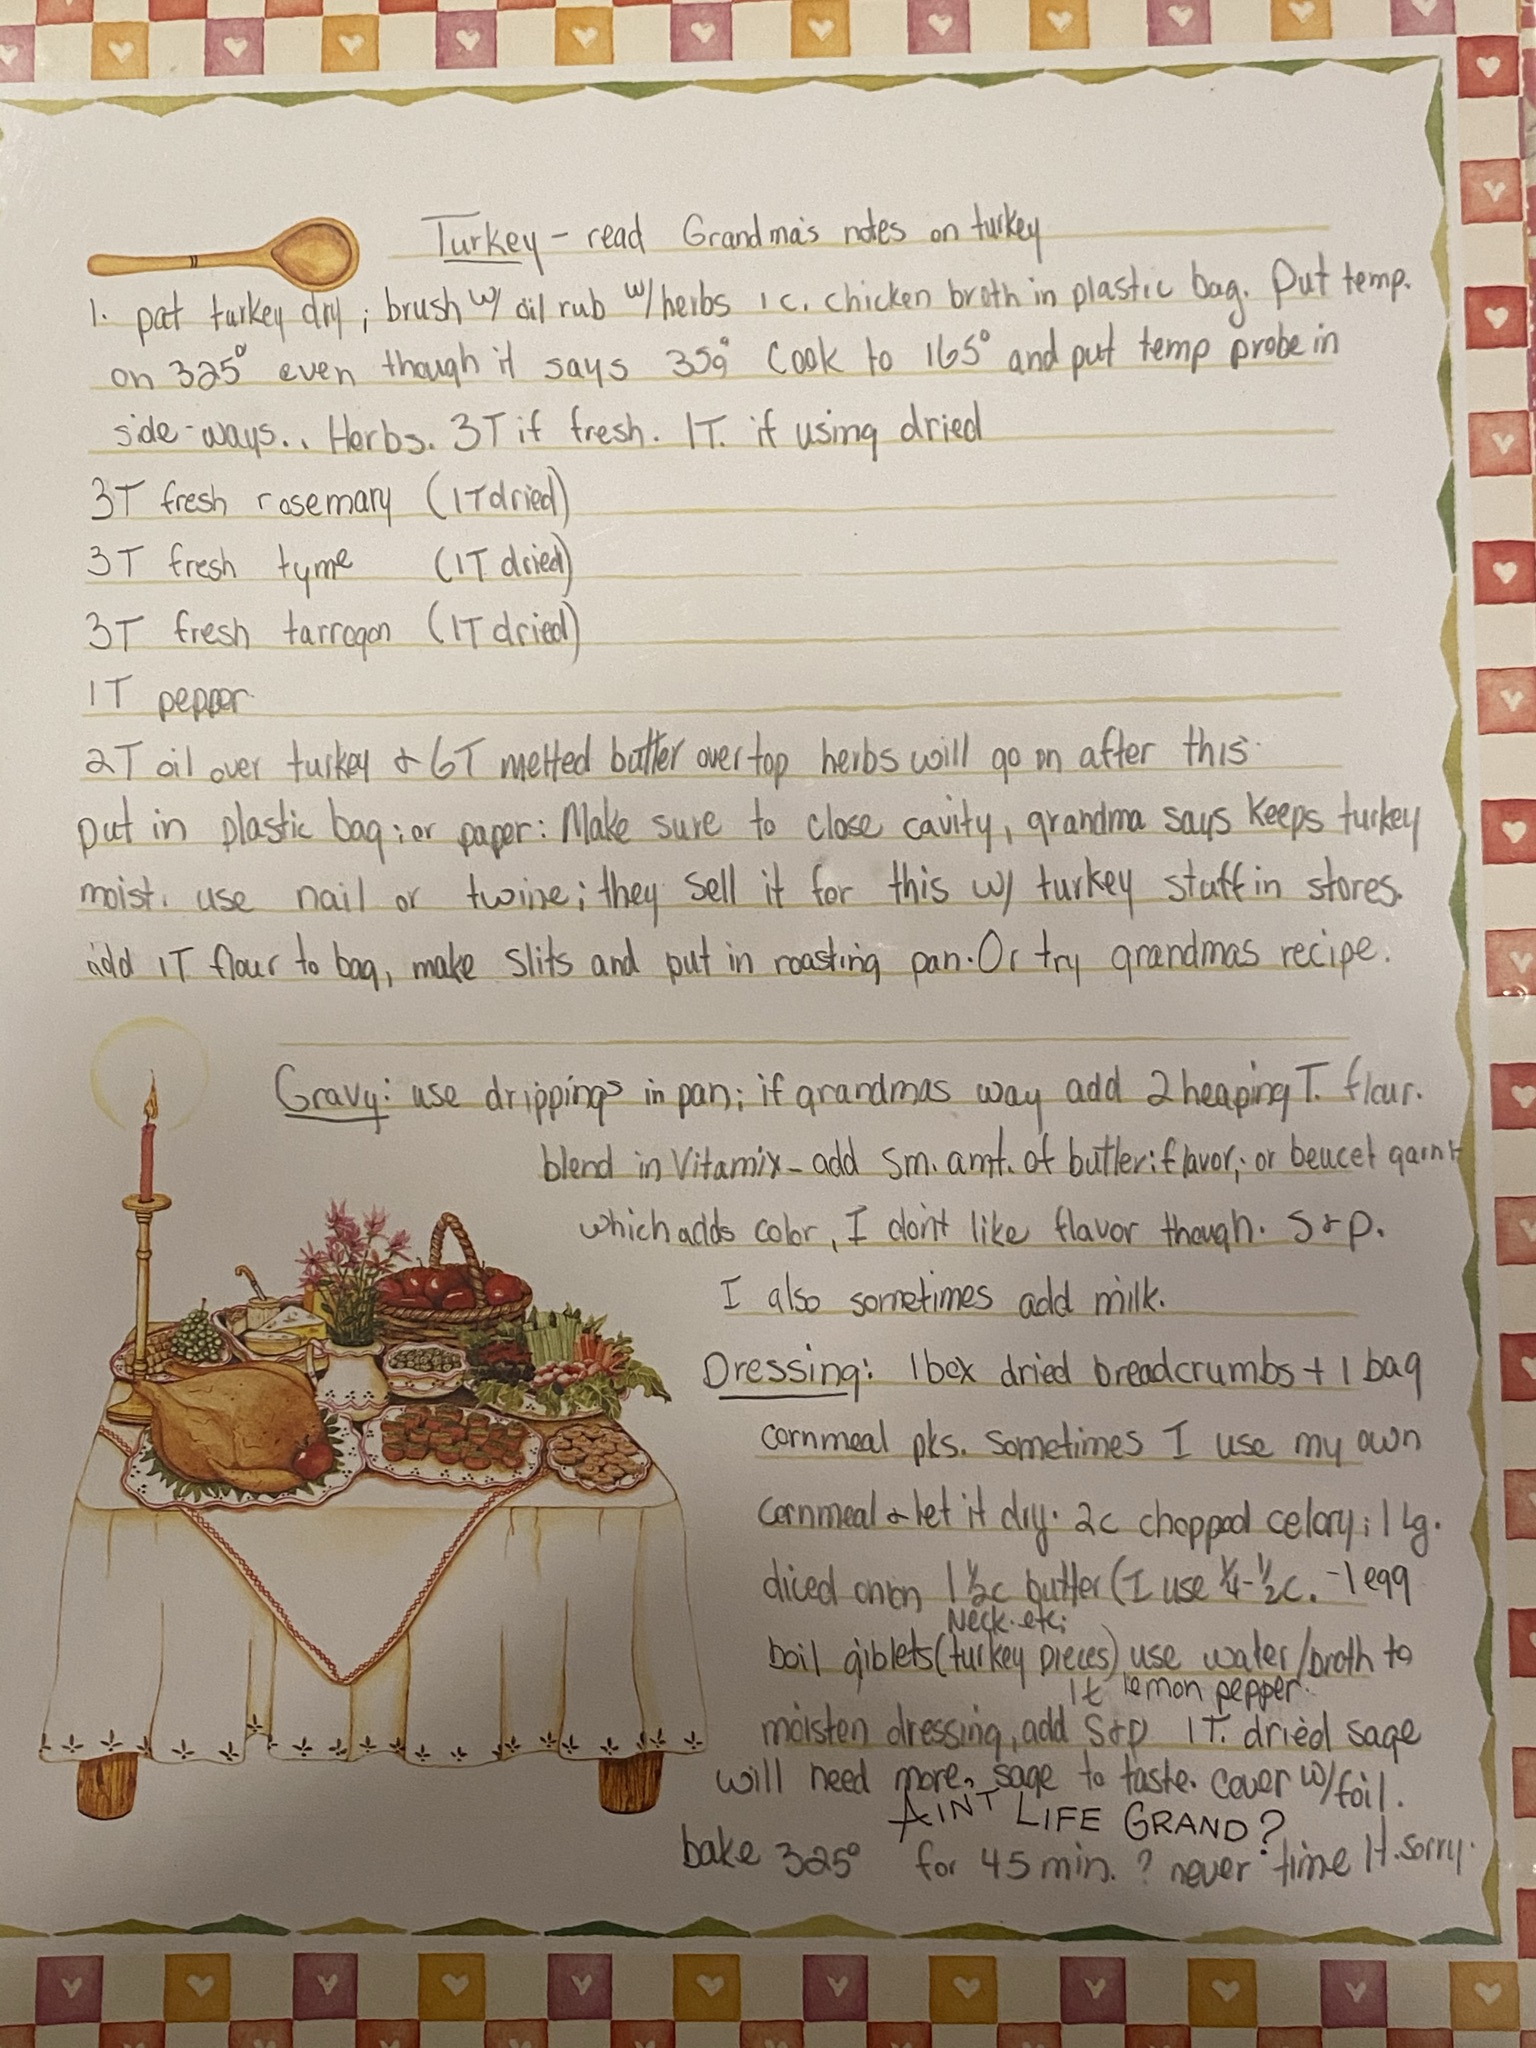 Turkey - read Grandma's notes on turkey
1. pat turkey dry; brush w/ oil rub w/herbs 1 c. chicken broth in plastic bag. Put temp.
on 325° even though it says 350° Cook to 165° and put temp probe in
side-ways.. Herbs. 3T if fresh. 1T. if using dried
3T fresh rosemary (1T dried)
3T fresh tyme (1T dried)
3T fresh tarragon (1T dried)
1T pepper
2T oil over turkey & 6T melted butter over top herbs will go on after this
put in plastic bag; or paper: Make sure to close cavity, grandma says keeps turkey
moist. use nail or twine; they sell it for this w/ turkey stuff in stores.
add 1T flour to bag, make slits and put in roasting pan. Or try grandmas recipe.
Gravy: use drippings in pan; if grandmas way add 2 heaping T. flour.
blend in Vitamix - add sm. amt. of butter: flavor; or
which adds color, I don't like flavor though. S & P.
I also sometimes add milk.
Dressing: 1 box dried breadcrumbs + 1 bag
cornmeal pks. sometimes I use my own
cornmeal & let it dry. 2c chopped celery; 1 Lg.
diced onion 1 ½c butter (I use ¼-½c. - 1 egg
Neck. etc;
boil giblets (turkey pieces) use water/broth to
1t lemon pepper.
moisten dressing, add S&P 1T. dried sage
will need more, sage to taste. cover w/foil.
AINT LIFE GRAND?
bake 325° for 45 min. ? never time it. sorry.